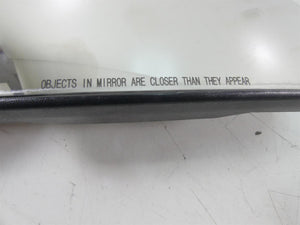 OBJECTS IN MIRROR ARE CLOSER THAN THEY APPEAR